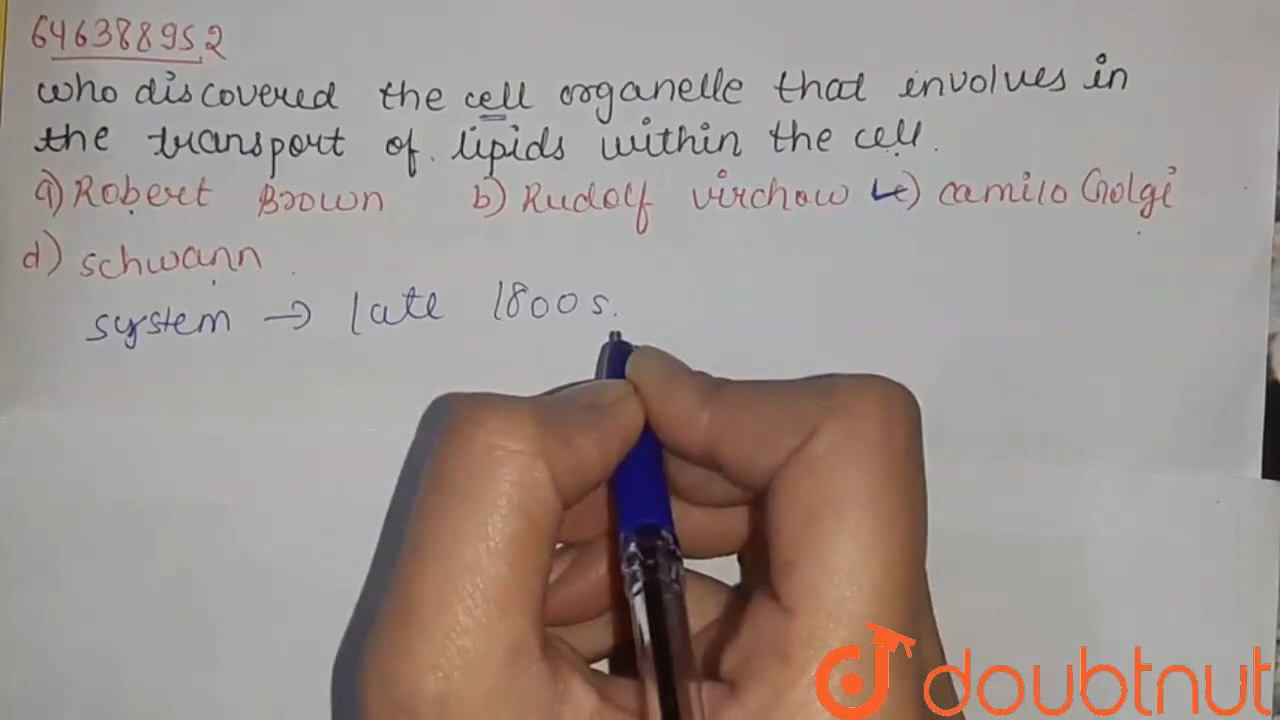 646388952
who discovered the cell organelle that involves in
the transport of lipids within the cell.
a) Robert Brown b) Rudolf virchow c) camilo Golgi
d) schwann
system → late 1800s.
doubtnut